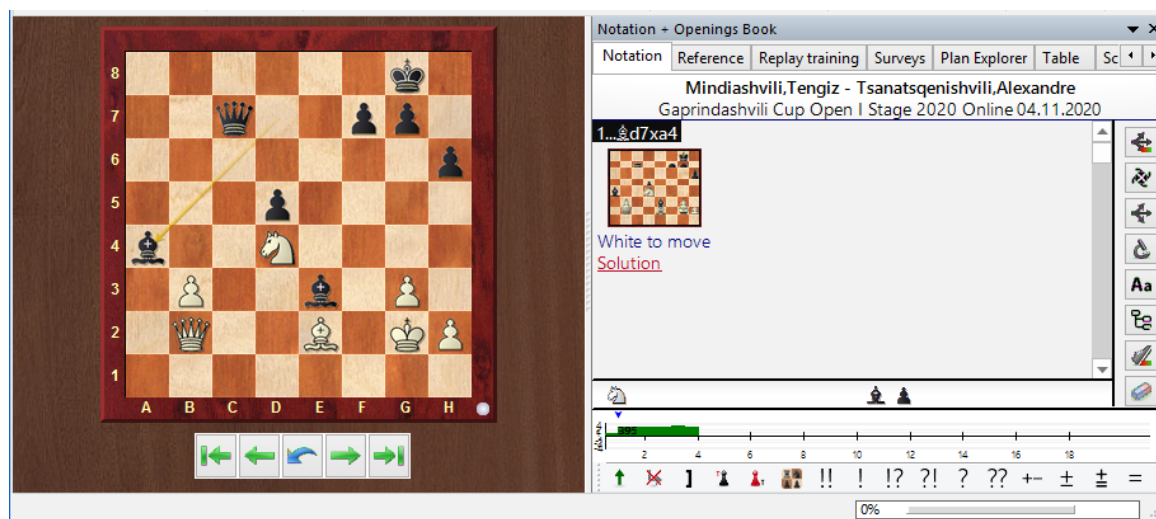 Notation + Openings Book
Notation Reference Replay training Surveys Plan Explorer Table Sc
Mindiashvili,Tengiz - Tsanatsqenishvili,Alexandre
Gaprindashvili Cup Open I Stage 2020 Online 04.11.2020
1...♗d7xa4
White to move
Solution
8
7
6
5
4
3
2
1
A B C D E F G H
Aa
395
2 4 6 8 10 12 14 16 18
!! ! !? ?! ? ?? +− ± ⩲ =
0%